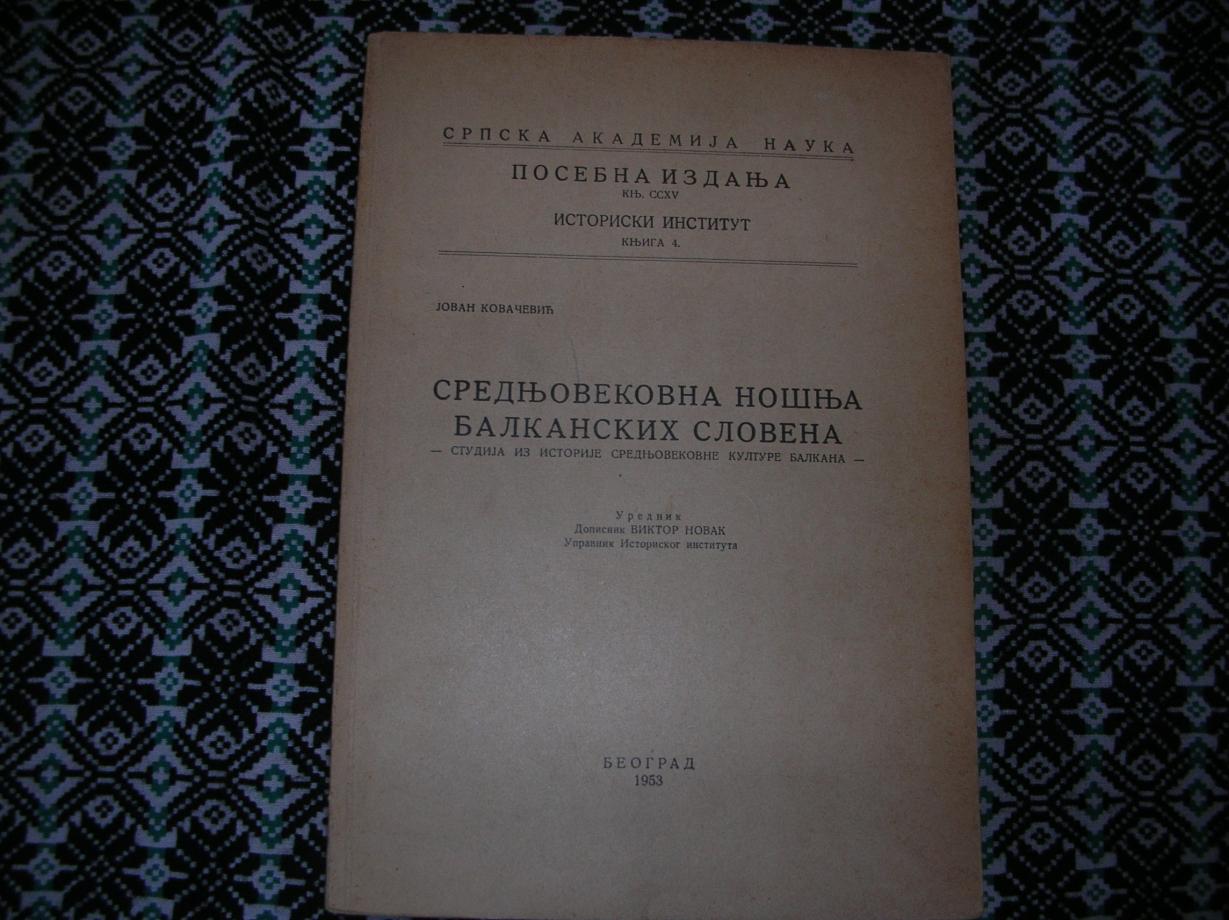 СРПСКА АКАДЕМИЈА НАУКА
ПОСЕБНА ИЗДАЊА
КЊ. CCXV
ИСТОРИСКИ ИНСТИТУТ
КЊИГА 4.
ЈОВАН КОВАЧЕВИЋ
СРЕДЊОВЕКОВНА НОШЊА
БАЛКАНСКИХ СЛОВЕНА
— СТУДИЈА ИЗ ИСТОРИЈЕ СРЕДЊОВЕКОВНЕ КУЛТУРЕ БАЛКАНА —
Уредник
Дописник ВИКТОР НОВАК
Управник Историског института
БЕОГРАД
1953